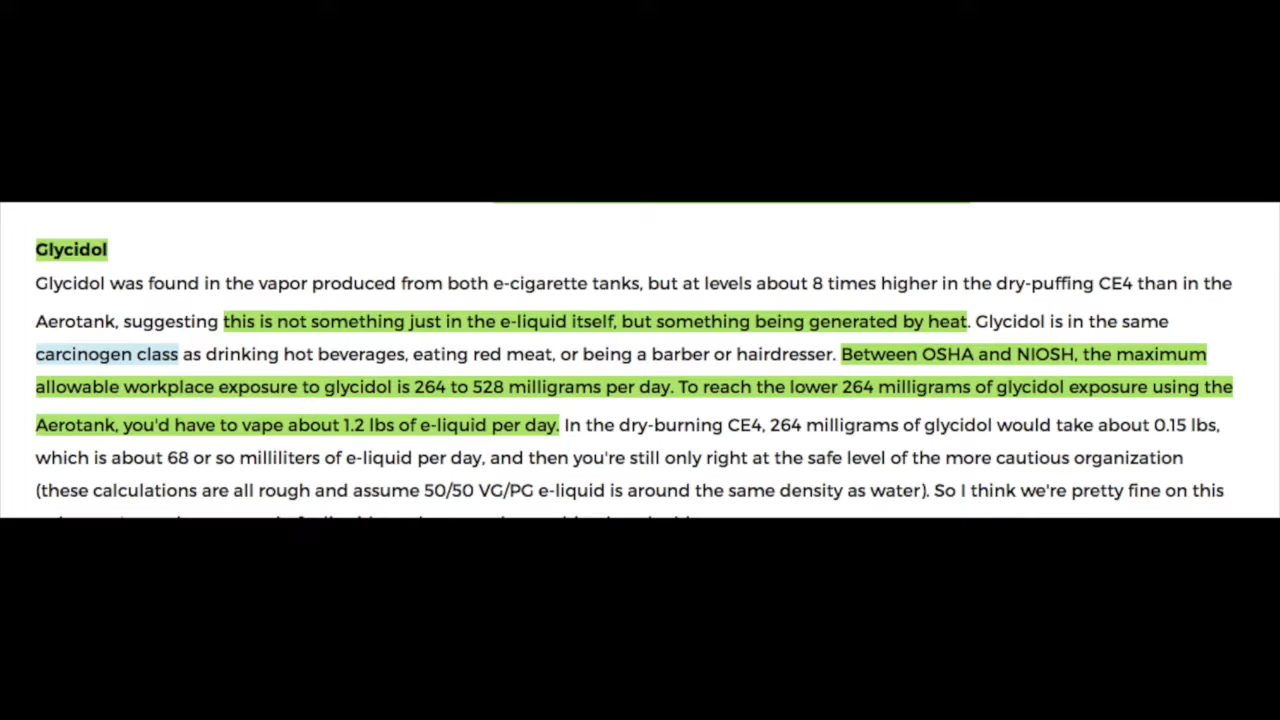 Glycidol
Glycidol was found in the vapor produced from both e-cigarette tanks, but at levels about 8 times higher in the dry-puffing CE4 than in the
Aerotank, suggesting this is not something just in the e-liquid itself, but something being generated by heat. Glycidol is in the same
carcinogen class as drinking hot beverages, eating red meat, or being a barber or hairdresser. Between OSHA and NIOSH, the maximum
allowable workplace exposure to glycidol is 264 to 528 milligrams per day. To reach the lower 264 milligrams of glycidol exposure using the
Aerotank, you'd have to vape about 1.2 lbs of e-liquid per day. In the dry-burning CE4, 264 milligrams of glycidol would take about 0.15 lbs,
which is about 68 or so milliliters of e-liquid per day, and then you're still only right at the safe level of the more cautious organization
(these calculations are all rough and assume 50/50 VG/PG e-liquid is around the same density as water). So I think we're pretty fine on this